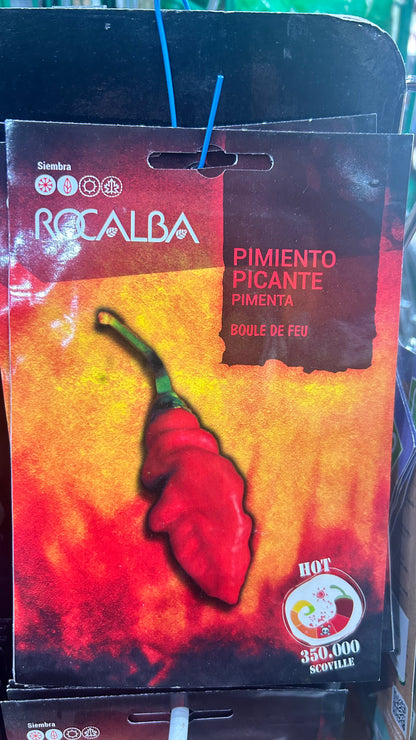 Siembra
ROCALBA
PIMIENTO
PICANTE
PIMENTA
BOULE DE FEU
HOT
350.000
SCOVILLE
Siembra